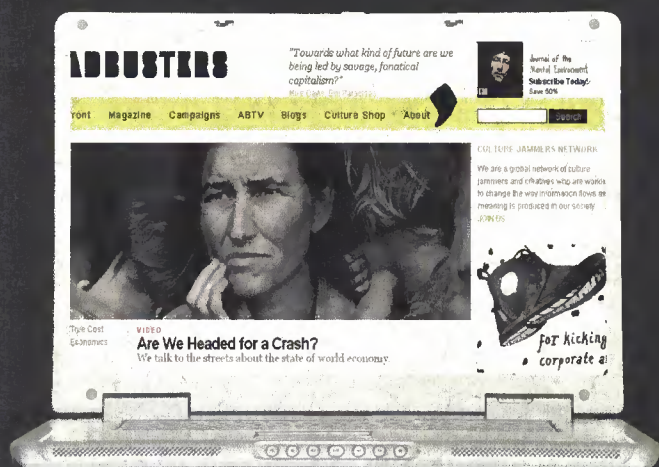 ADBUSTERS
"Towards what kind of future are we
being led by savage, fanatical
capitalism?"
Journal of the
Mental Environment
Subscribe Today!
Save 50%
ront Magazine Campaigns ABTV Blogs Culture Shop About
Search
CULTURE JAMMERS NETWORK
We are a global network of culture
jammers and creatives who are workin
to change the way information flows
meaning is produced in our society
JOIN US
True Cost
Economics
VIDEO
Are We Headed for a Crash?
We talk to the streets about the state of world economy.
for kicking
corporate a